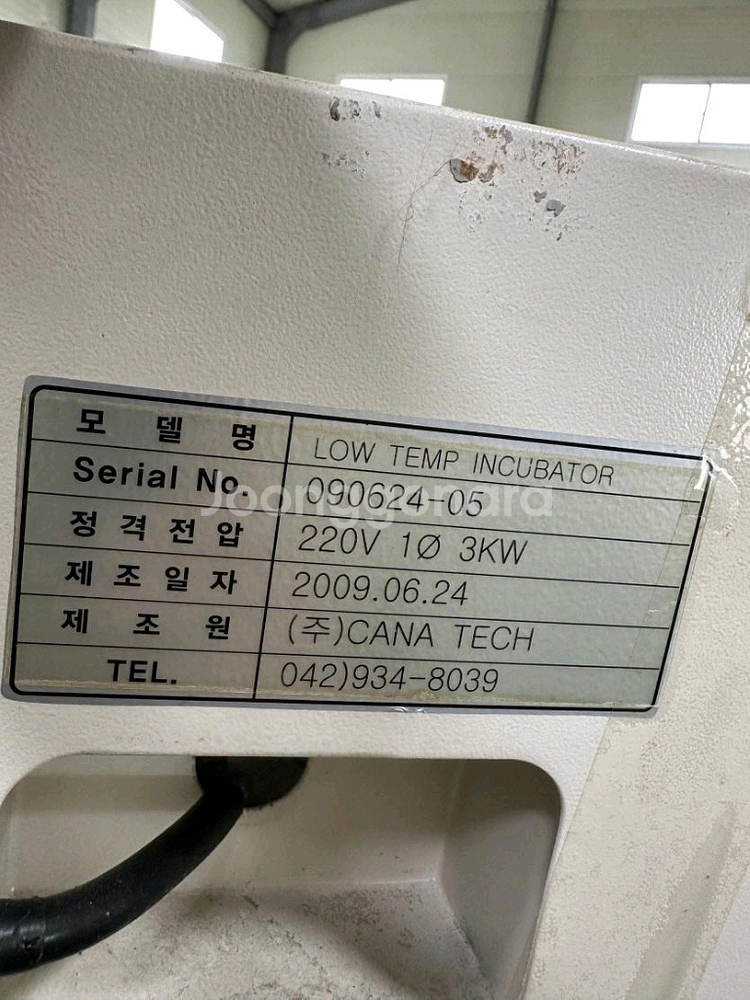 모델명 LOW TEMP INCUBATOR
Serial No. 090624-05
정격전압 220V 1Ø 3KW
제조일자 2009.06.24
제조원 (주)CANA TECH
TEL. 042)934-8039
Joonggonara